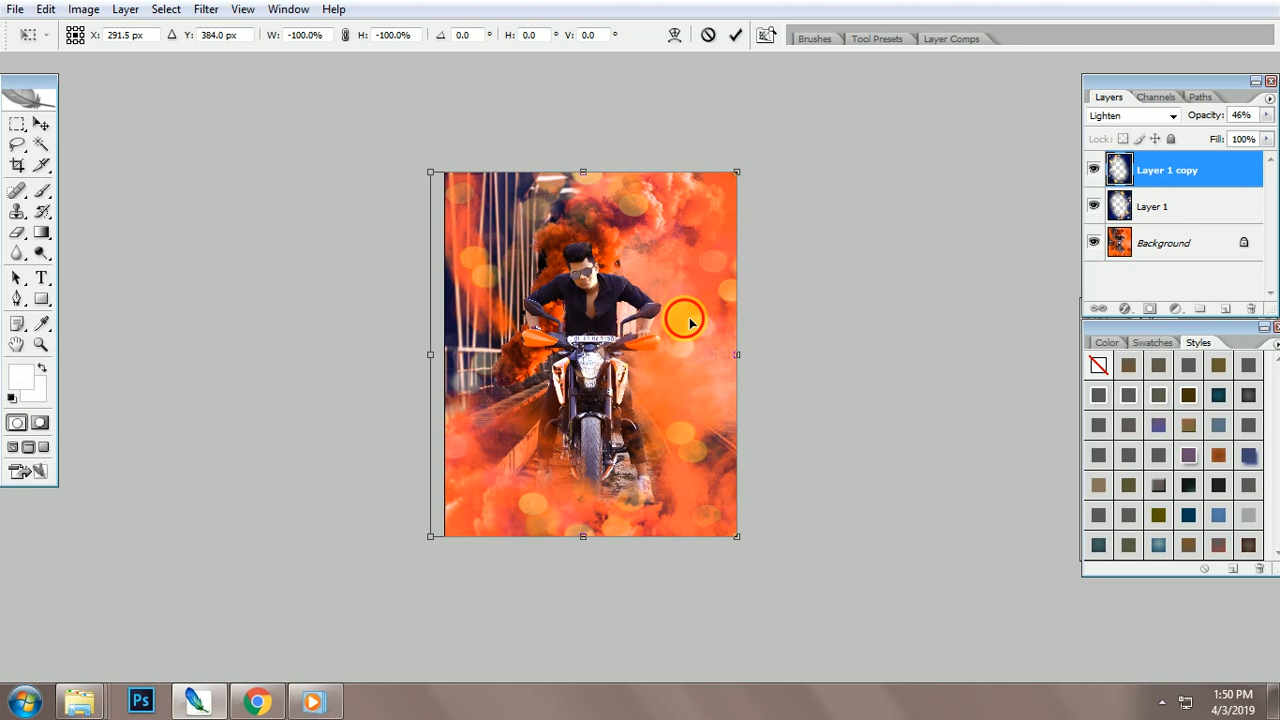 File Edit Image Layer Select Filter View Window Help
X: 291.5 px Y: 384.0 px W: -100.0% H: -100.0% 0.0 ° H: 0.0 ° V: 0.0 ° Brushes Tool Presets Layer Comps
Layers Channels Paths
Lighten Opacity: 46%
Lock: Fill: 100%
Layer 1 copy
Layer 1
Background
Color Swatches Styles
T
Ps
1:50 PM
4/3/2019